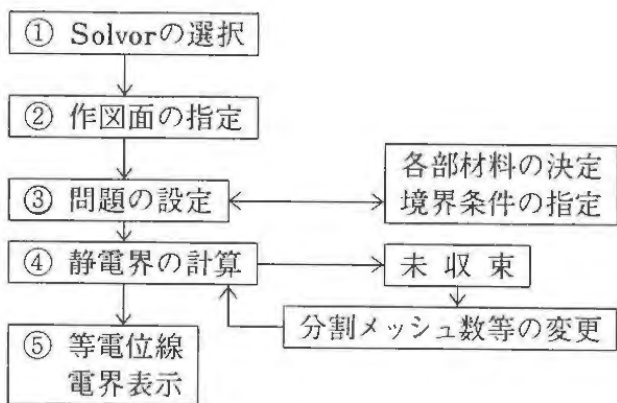 ① Solvorの選択
② 作図面の指定
各部材料の決定
③ 問題の設定
境界条件の指定
④ 静電界の計算
未収束
分割メッシュ数等の変更
⑤ 等電位線
電界表示